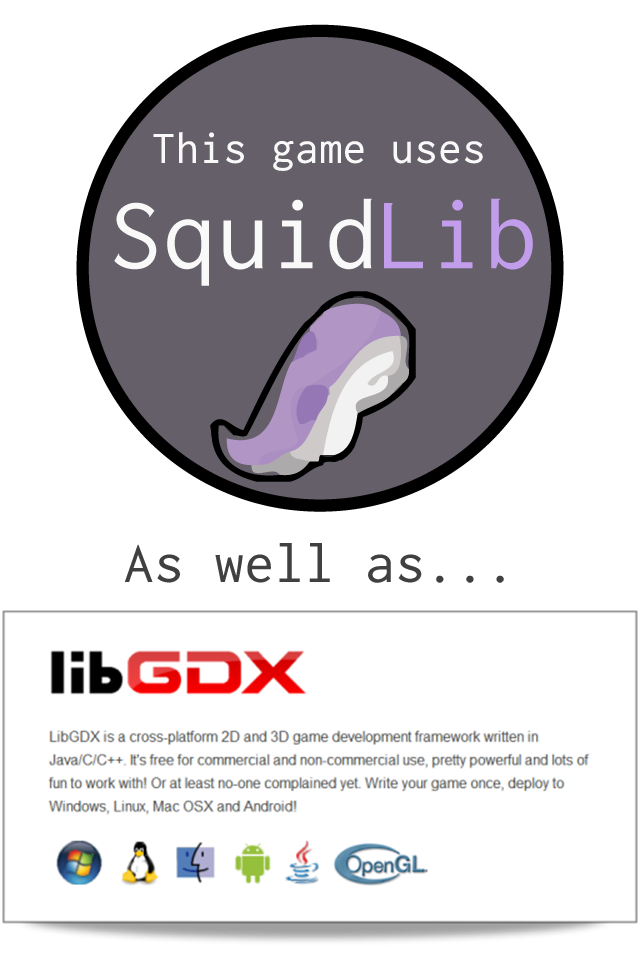 This game uses
SquidLib
As well as...
libGDX
LibGDX is a cross-platform 2D and 3D game development framework written in
Java/C/C++. It's free for commercial and non-commercial use, pretty powerful and lots of
fun to work with! Or at least no-one complained yet. Write your game once, deploy to
Windows, Linux, Mac OSX and Android!
OpenGL